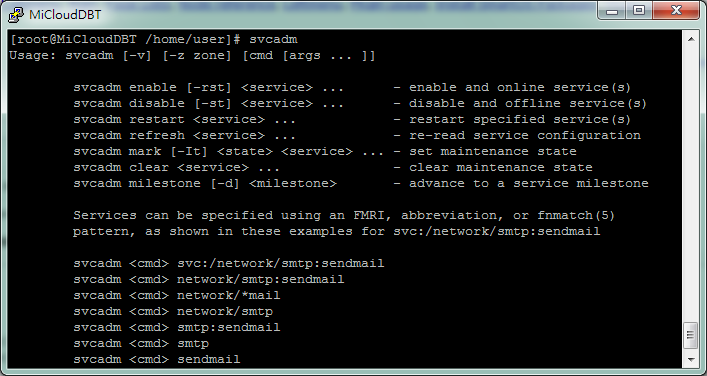 MiCloudDBT
[root@MiCloudDBT /home/user]# svcadm
Usage: svcadm [-v] [-z zone] [cmd [args ... ]]
svcadm enable [-rst] <service> ... - enable and online service(s)
svcadm disable [-st] <service> ... - disable and offline service(s)
svcadm restart <service> ... - restart specified service(s)
svcadm refresh <service> - re-read service configuration
svcadm mark [-It] <state> <service> ... - set maintenance state
svcadm clear <service> ... - clear maintenance state
svcadm milestone [-d] <milestone> - advance to a service milestone
Services can be specified using an FMRI, abbreviation, or fnmatch(5)
pattern, as shown in these examples for svc:/network/smtp:sendmail
svcadm <cmd> svc:/network/smtp:sendmail
svcadm <cmd> network/smtp:sendmail
svcadm <cmd> network/*mail
svcadm <cmd> network/smtp
svcadm <cmd> smtp:sendmail
svcadm <cmd> smtp
svcadm <cmd> sendmail